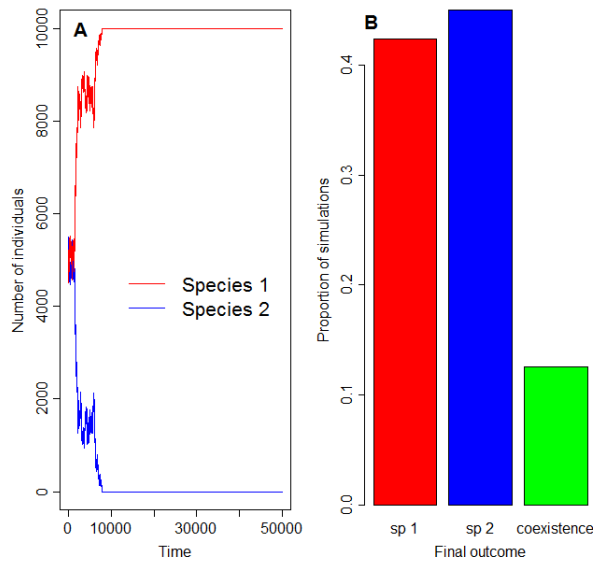 A
Number of individuals
10000
8000
6000
4000
2000
0
Species 1
Species 2
0
10000
30000
50000
Time
B
Proportion of simulations
0.4
0.3
0.2
0.1
0.0
sp 1
sp 2
coexistence
Final outcome